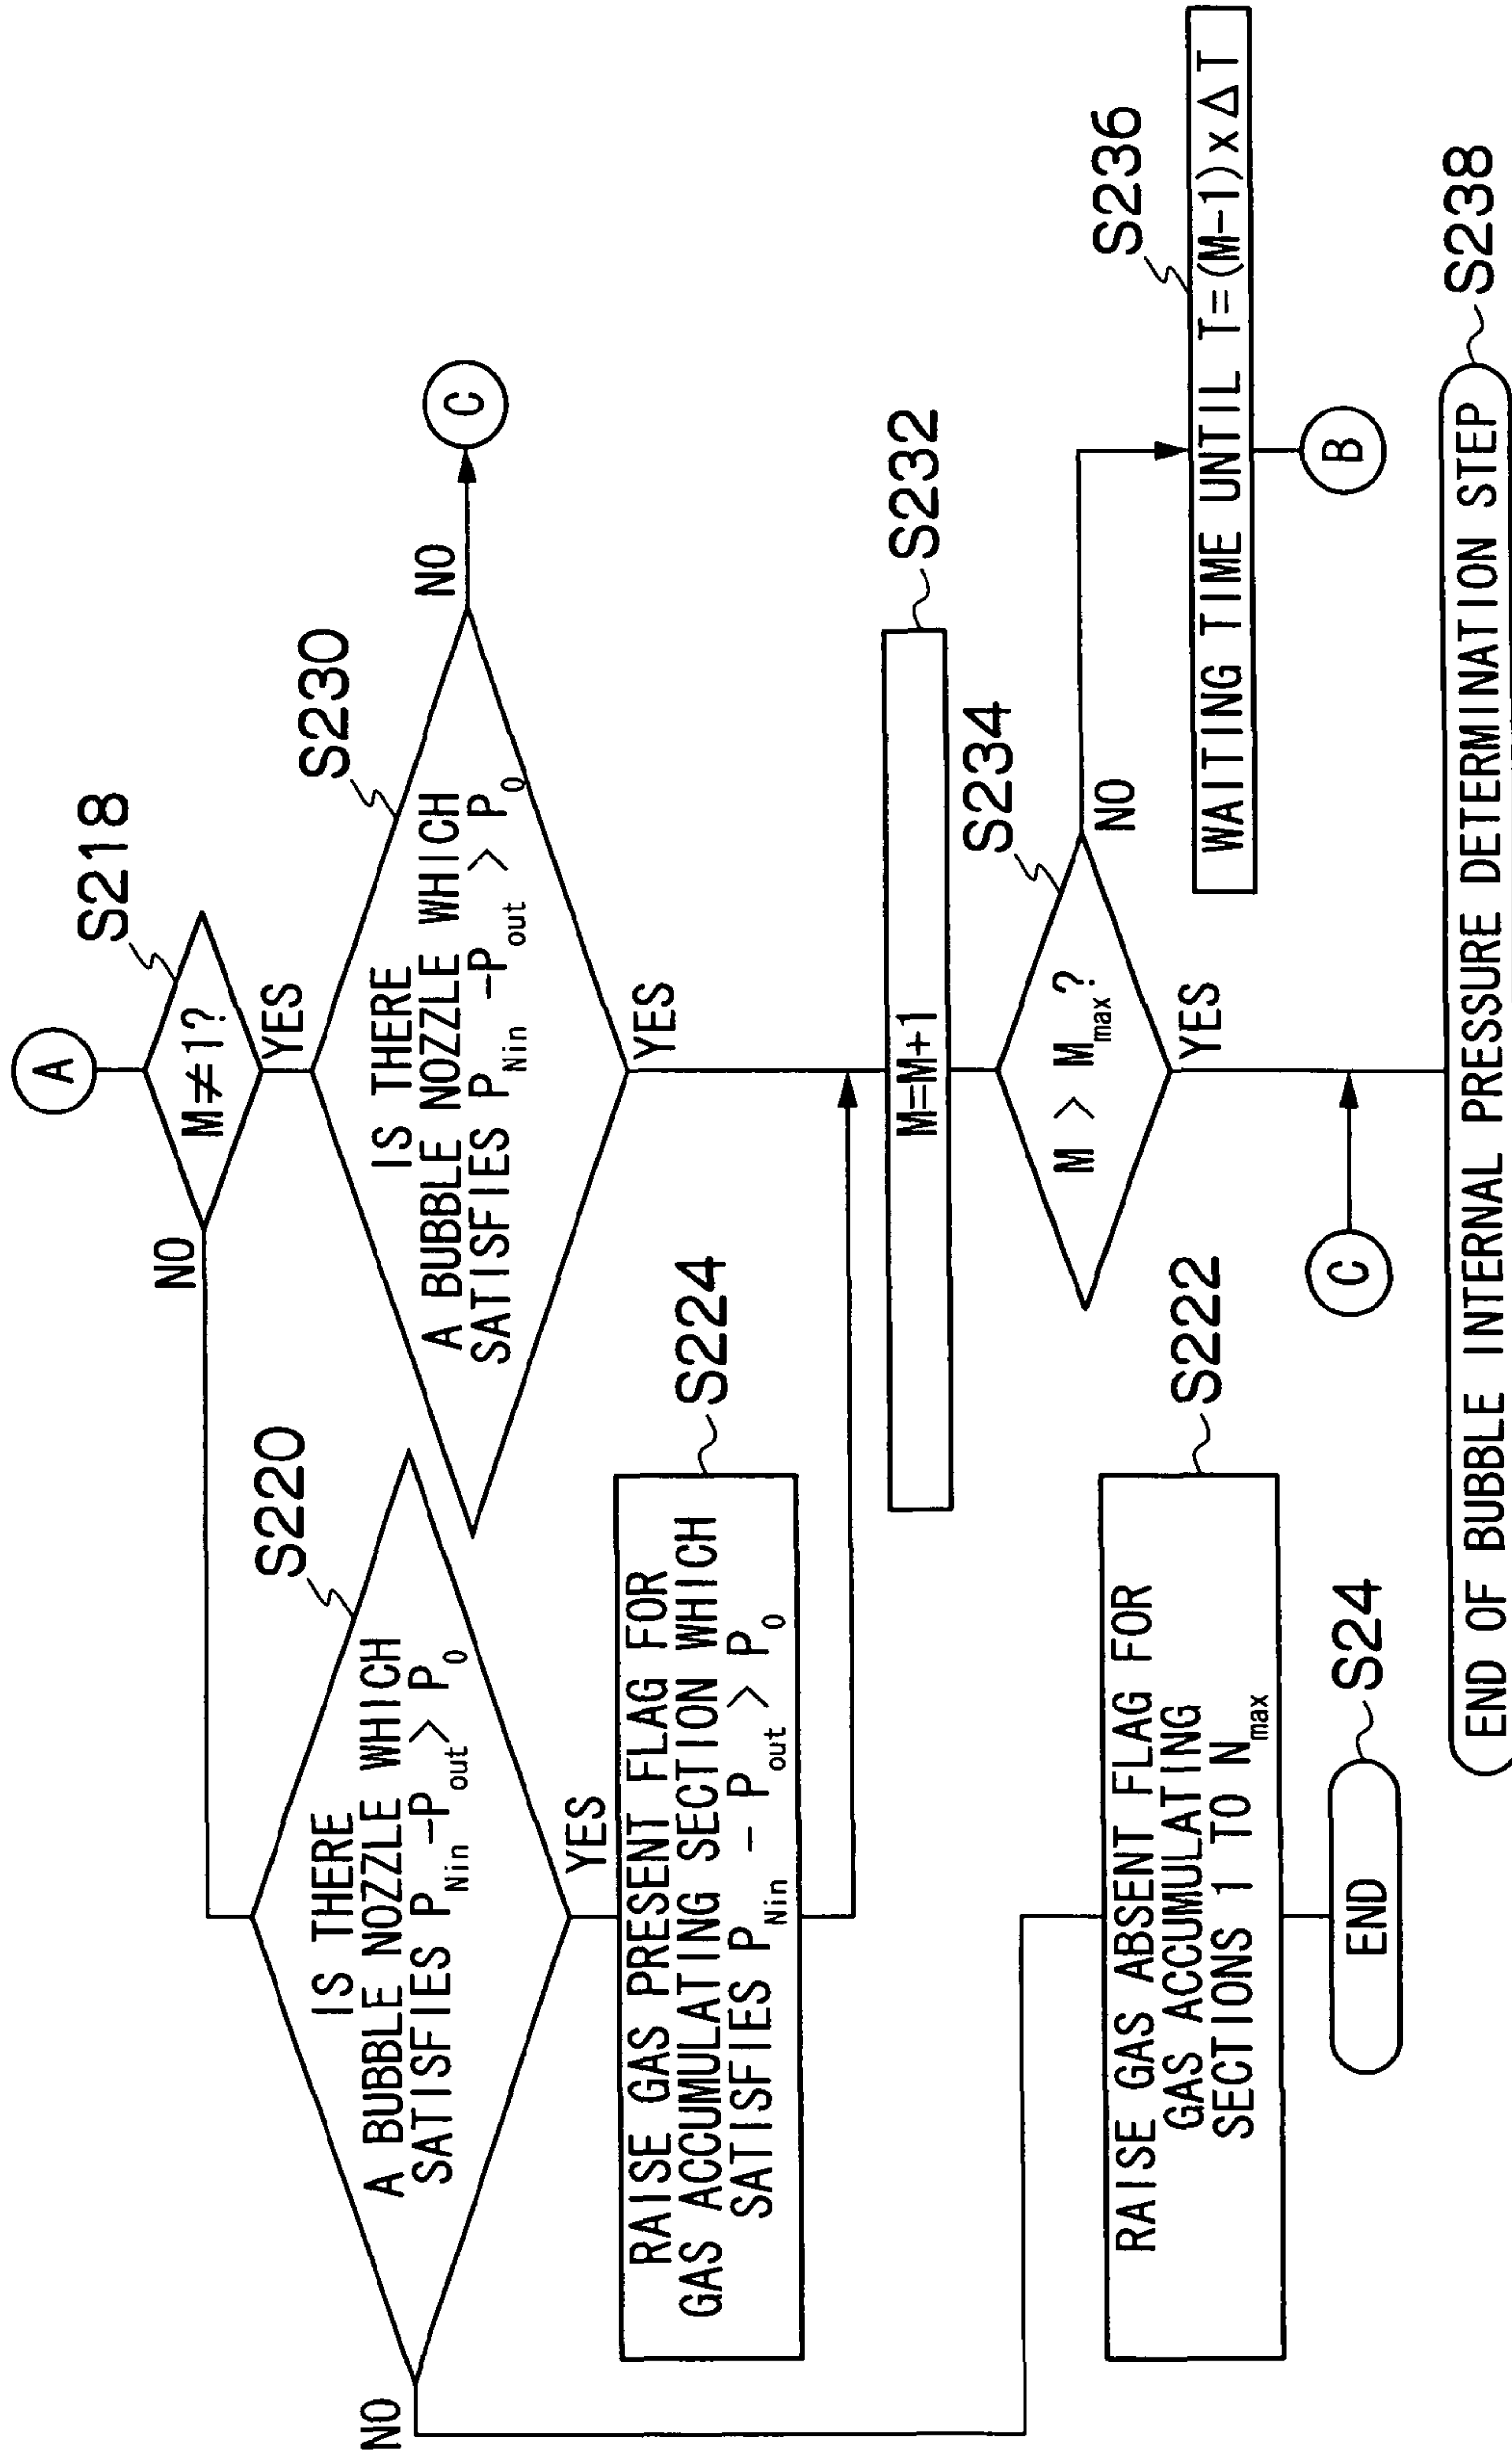 A
S218
M≠1?
NO
YES
S220
IS THERE
A BUBBLE NOZZLE WHICH
SATISFIES P_Nin −P_out > P_0
NO
YES
S230
IS THERE
A BUBBLE NOZZLE WHICH
SATISFIES P_Nin −P_out > P_0
NO
C
YES
S224
RAISE GAS PRESENT FLAG FOR
GAS ACCUMULATING SECTION WHICH
SATISFIES P_Nin − P_out > P_0
S232
M=M+1
S234
M > M_max?
NO
YES
S236
WAITING TIME UNTIL T=(M-1)×ΔT
B
S222
RAISE GAS ABSENT FLAG FOR
GAS ACCUMULATING
SECTIONS 1 TO N_max
C
S24
END
S238
END OF BUBBLE INTERNAL PRESSURE DETERMINATION STEP